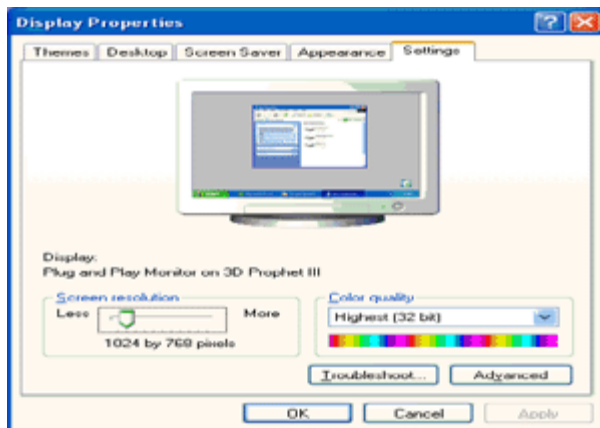 Display Properties
Themes Desktop Screen Saver Appearance Settings
Display:
Plug and Play Monitor on 3D Prophet III
Screen resolution
Less More
1024 by 768 pixels
Color quality
Highest (32 bit)
Troubleshoot... Advanced
OK Cancel Apply